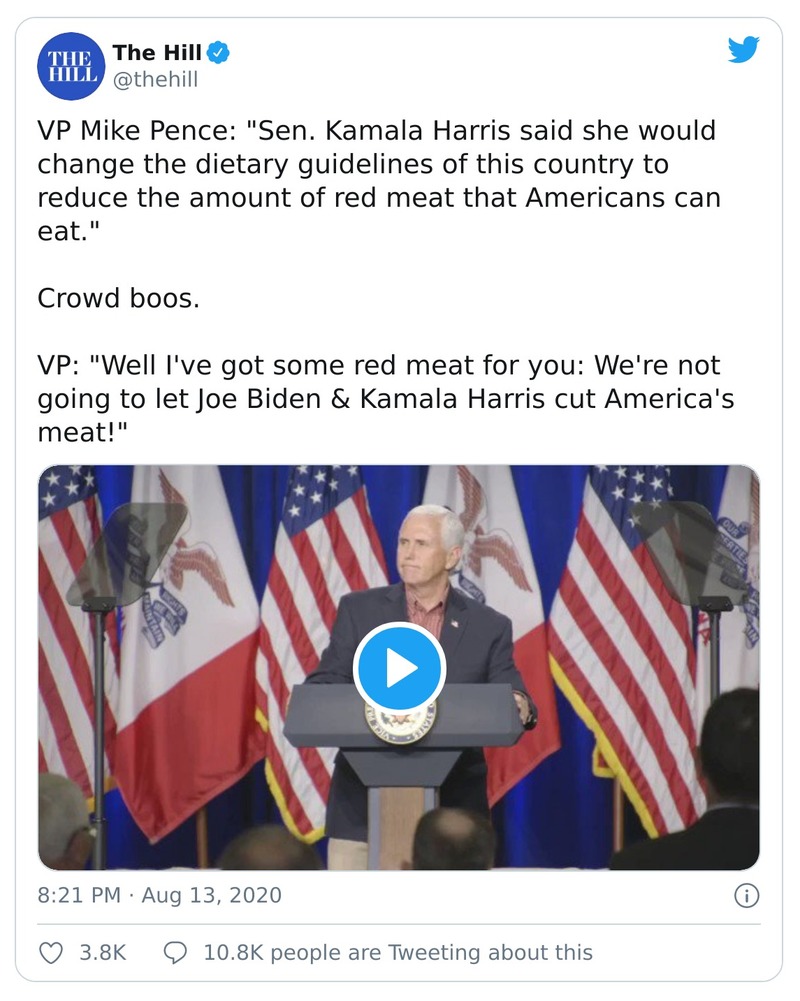 THE
HILL
The Hill
@thehill
VP Mike Pence: "Sen. Kamala Harris said she would
change the dietary guidelines of this country to
reduce the amount of red meat that Americans can
eat."
Crowd boos.
VP: "Well I've got some red meat for you: We're not
going to let Joe Biden & Kamala Harris cut America's
meat!"
8:21 PM · Aug 13, 2020
3.8K
10.8K people are Tweeting about this